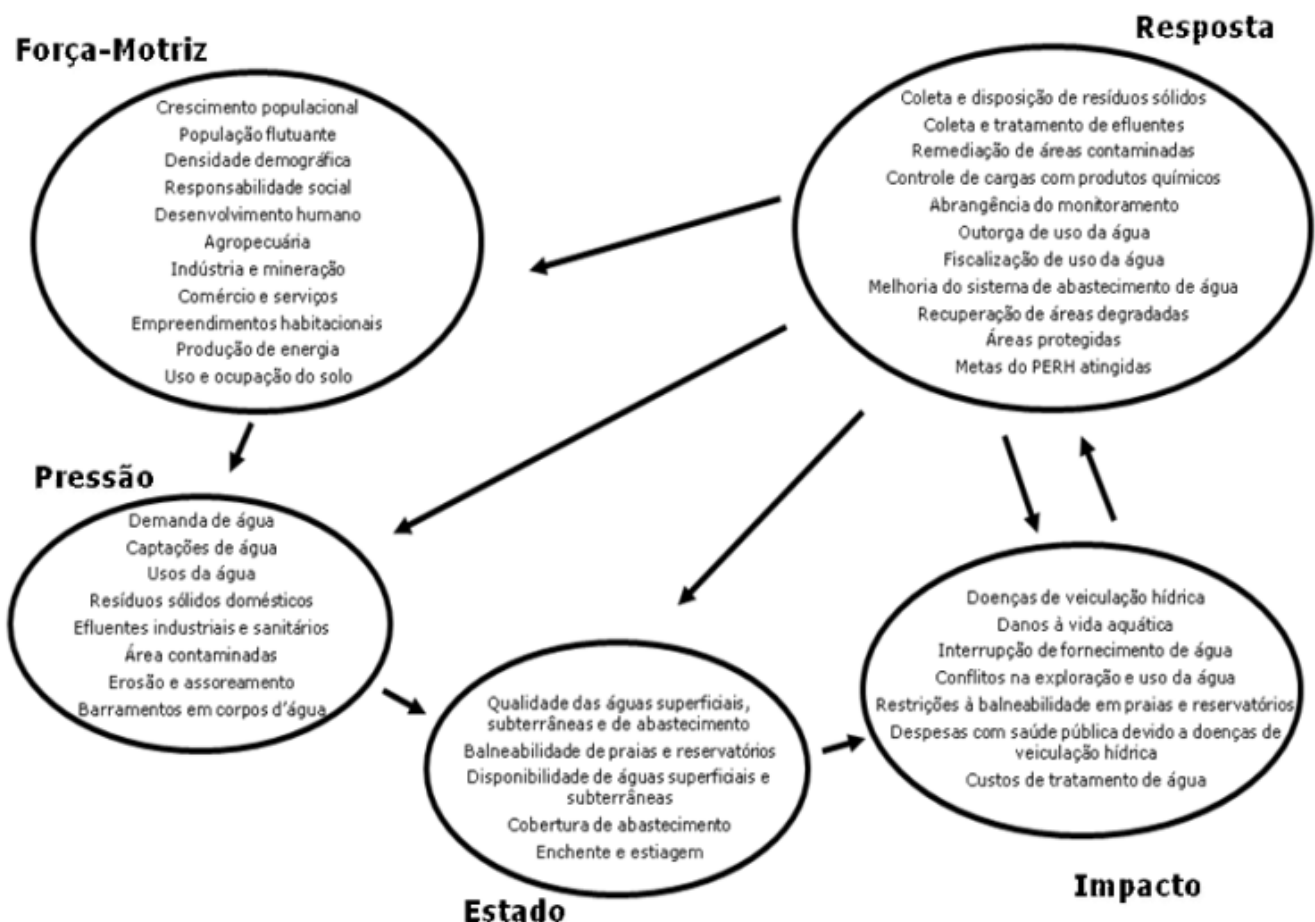 Força-Motriz
Crescimento populacional
População flutuante
Densidade demográfica
Responsabilidade social
Desenvolvimento humano
Agropecuária
Indústria e mineração
Comércio e serviços
Empreendimentos habitacionais
Produção de energia
Uso e ocupação do solo
Resposta
Coleta e disposição de resíduos sólidos
Coleta e tratamento de efluentes
Remediação de áreas contaminadas
Controle de cargas com produtos químicos
Abrangência do monitoramento
Outorga de uso da água
Fiscalização de uso da água
Melhoria do sistema de abastecimento de água
Recuperação de áreas degradadas
Áreas protegidas
Metas do PERH atingidas
Pressão
Demanda de água
Captações de água
Usos da água
Resíduos sólidos domésticos
Efluentes industriais e sanitários
Área contaminadas
Erosão e assoreamento
Barramentos em corpos d'água
Qualidade das águas superficiais,
subterrâneas e de abastecimento
Balneabilidade de praias e reservatórios
Disponibilidade de águas superficiais e
subterrâneas
Cobertura de abastecimento
Enchente e estiagem
Estado
Doenças de veiculação hídrica
Danos à vida aquática
Interrupção de fornecimento de água
Conflitos na exploração e uso da água
Restrições à balneabilidade em praias e reservatórios
Despesas com saúde pública devido a doenças de
veiculação hídrica
Custos de tratamento de água
Impacto